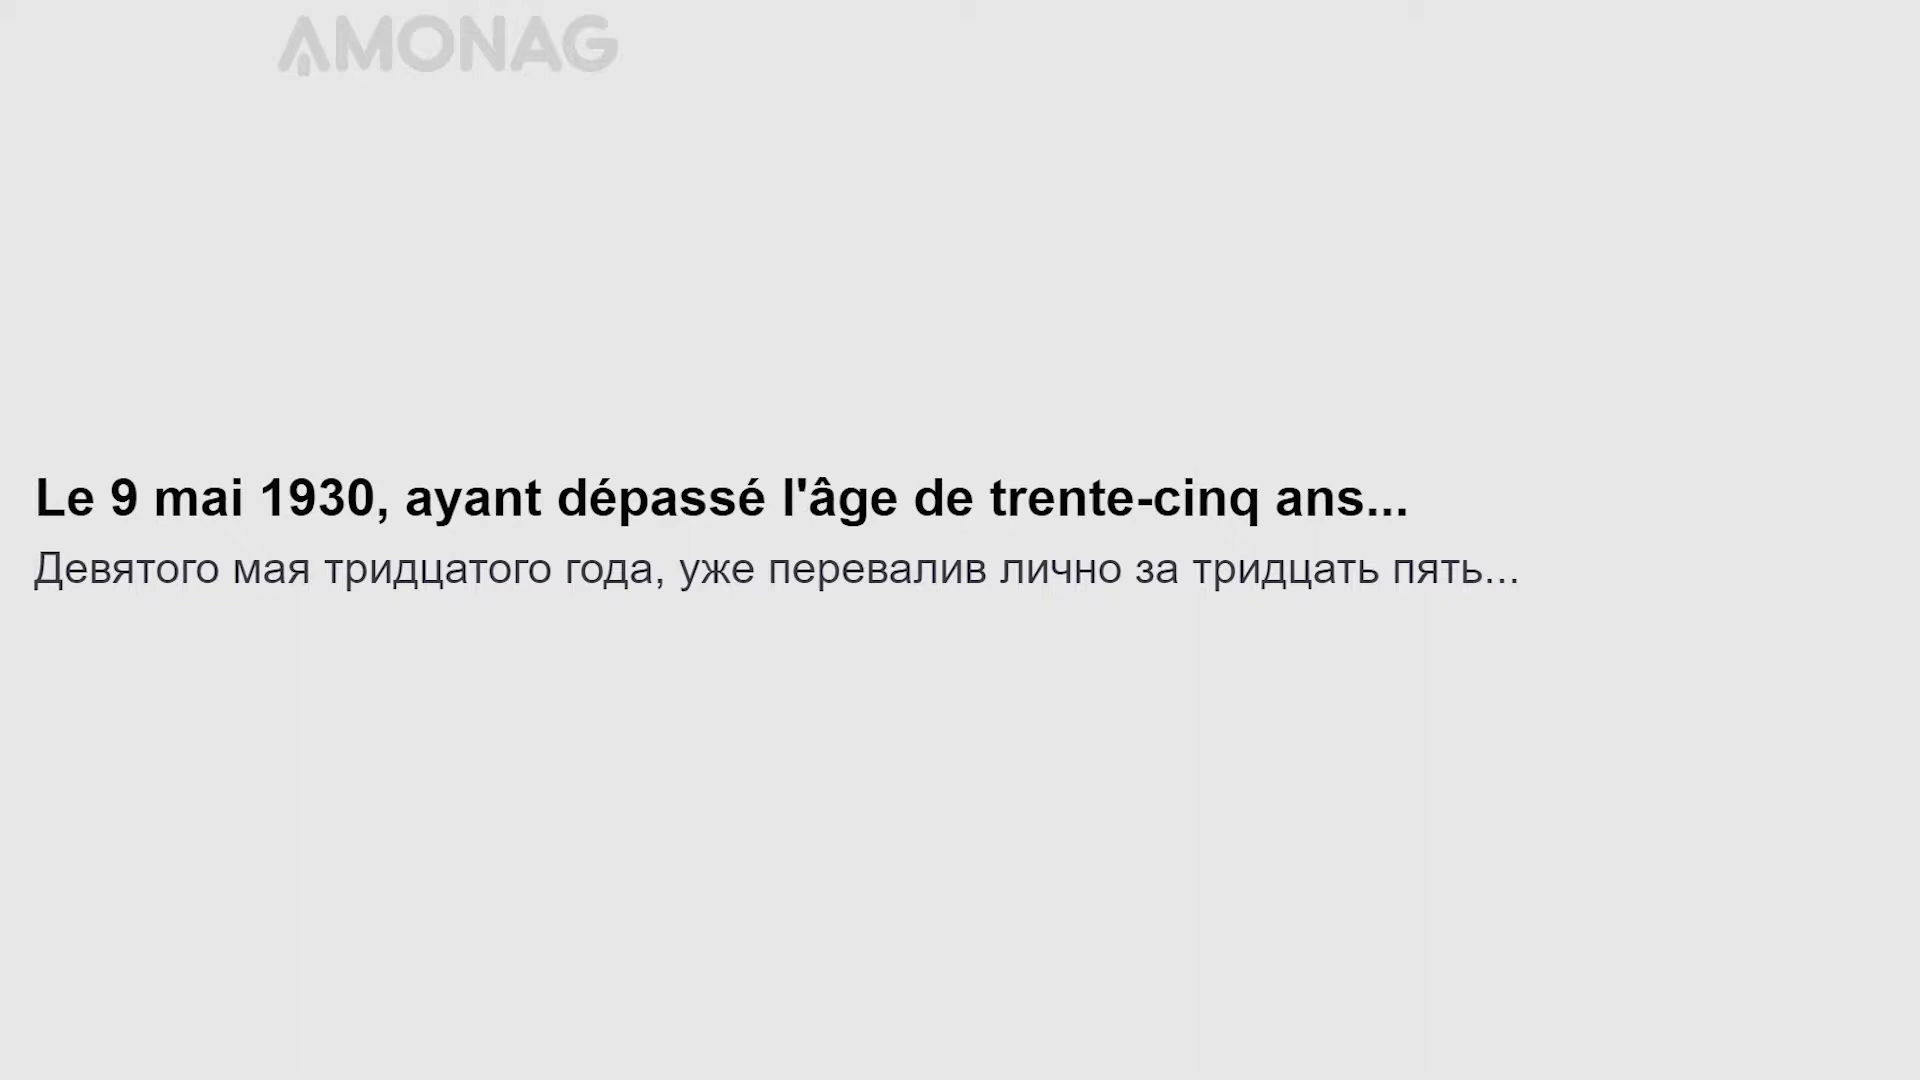 AMONAG
Le 9 mai 1930, ayant dépassé l'âge de trente-cinq ans...
Девятого мая тридцатого года, уже перевалив лично за тридцать пять...